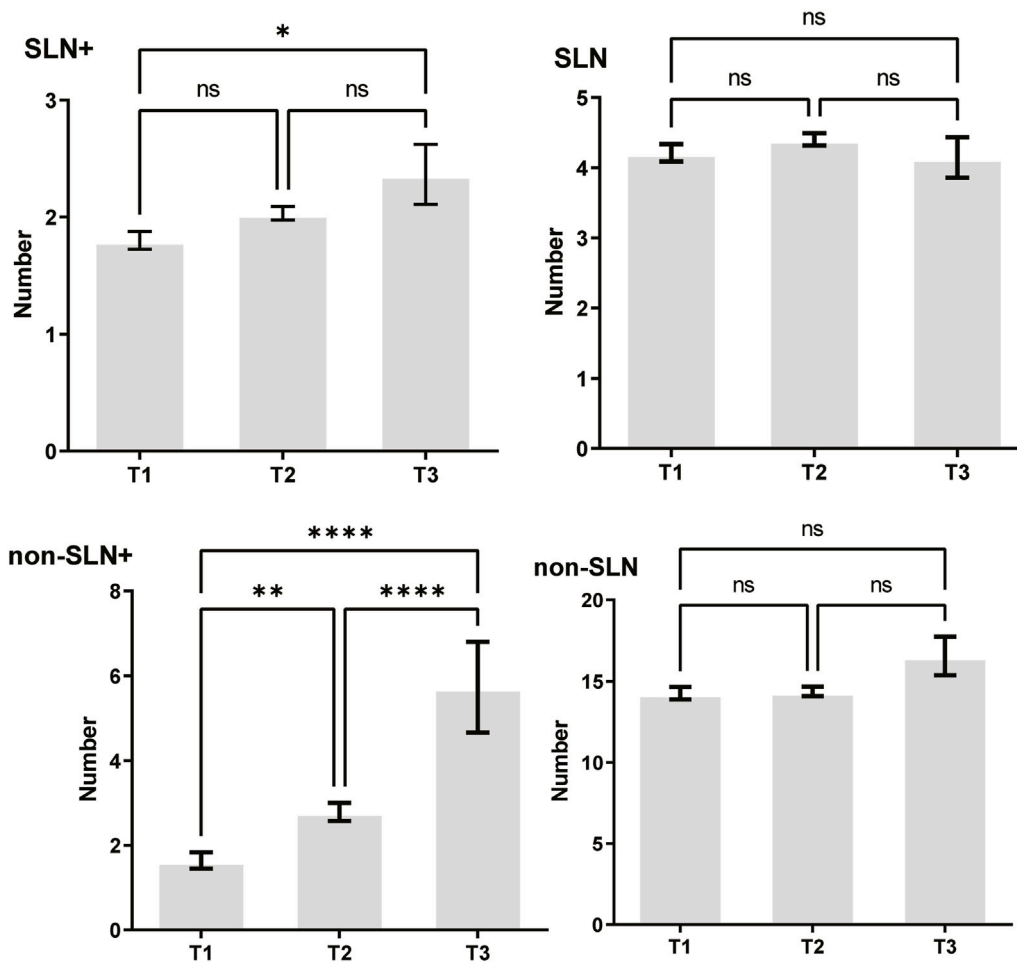 SLN+
*
ns
ns
Number
3
2
1
0
T1
T2
T3
SLN
ns
ns
ns
Number
5
4
3
2
1
0
T1
T2
T3
non-SLN+
****
**
****
Number
8
6
4
2
0
T1
T2
T3
non-SLN
ns
ns
ns
Number
20
15
10
5
0
T1
T2
T3